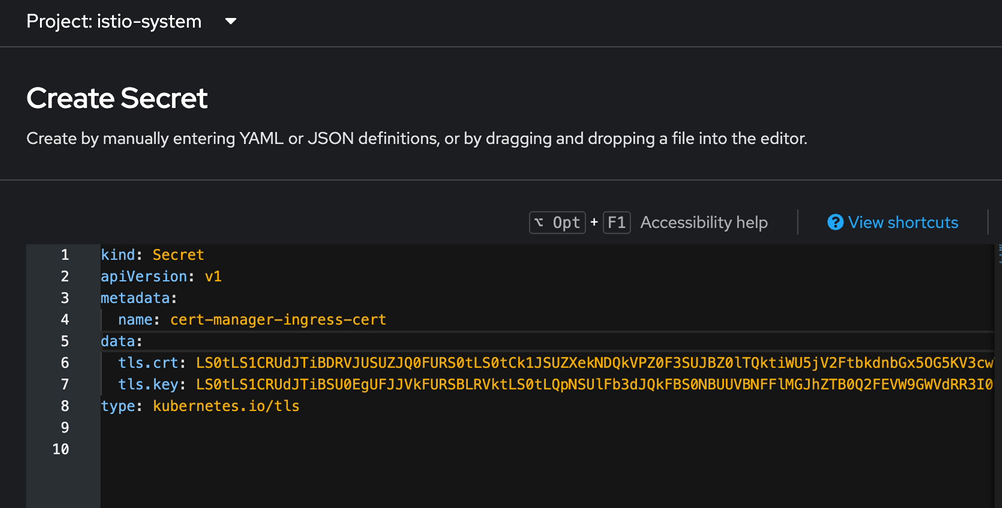 Project: istio-system
Create Secret
Create by manually entering YAML or JSON definitions, or by dragging and dropping a file into the editor.
⌥ Opt + F1 Accessibility help
View shortcuts
1 kind: Secret
2 apiVersion: v1
3 metadata:
4 name: cert-manager-ingress-cert
5 data:
6 tls.crt: LS0tLS1CRUdJTiBDRVJUSUZJQ0FURS0tLS0tCk1JSUZXekNDQkVPZ0F3SUJBZ0lTQktiWU5jV2FtbkdnbGx5OG5KV3cw
7 tls.key: LS0tLS1CRUdJTiBSU0EgUFJJVkFURSBLRVktLS0tLQpNSUlFb3dJQkFBS0NBUUVBNFFlMGJhZTB0Q2FEVW9GWVdRR3I0
8 type: kubernetes.io/tls
9
10